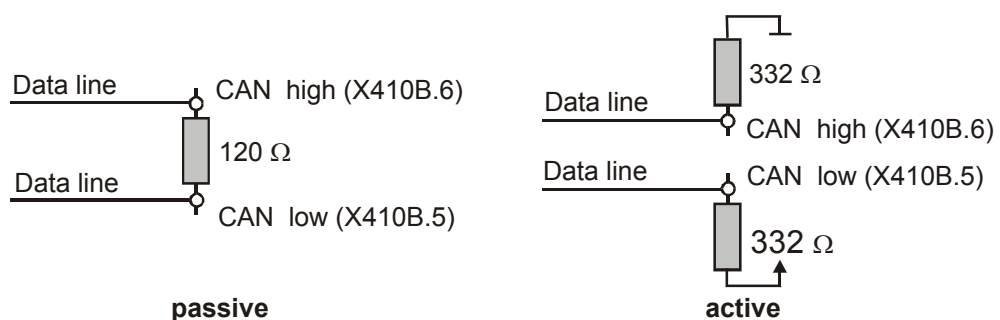 Data line
CAN high (X410B.6)
120 Ω
Data line
CAN low (X410B.5)
passive
332 Ω
Data line
CAN high (X410B.6)
Data line
CAN low (X410B.5)
332 Ω
active